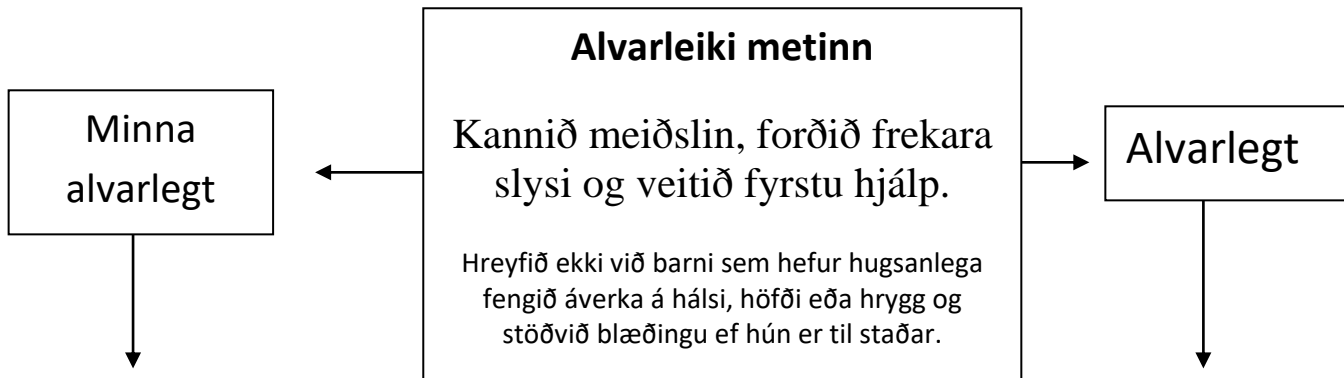 Alvarleiki metinn
Minna
alvarlegt
Kannið meiðslin, forðið frekara
slysi og veitið fyrstu hjálp.
Alvarlegt
Hreyfið ekki við barni sem hefur hugsanlega
fengið áverka á hálsi, höfði eða hrygg og
stöðvið blæðingu ef hún er til staðar.